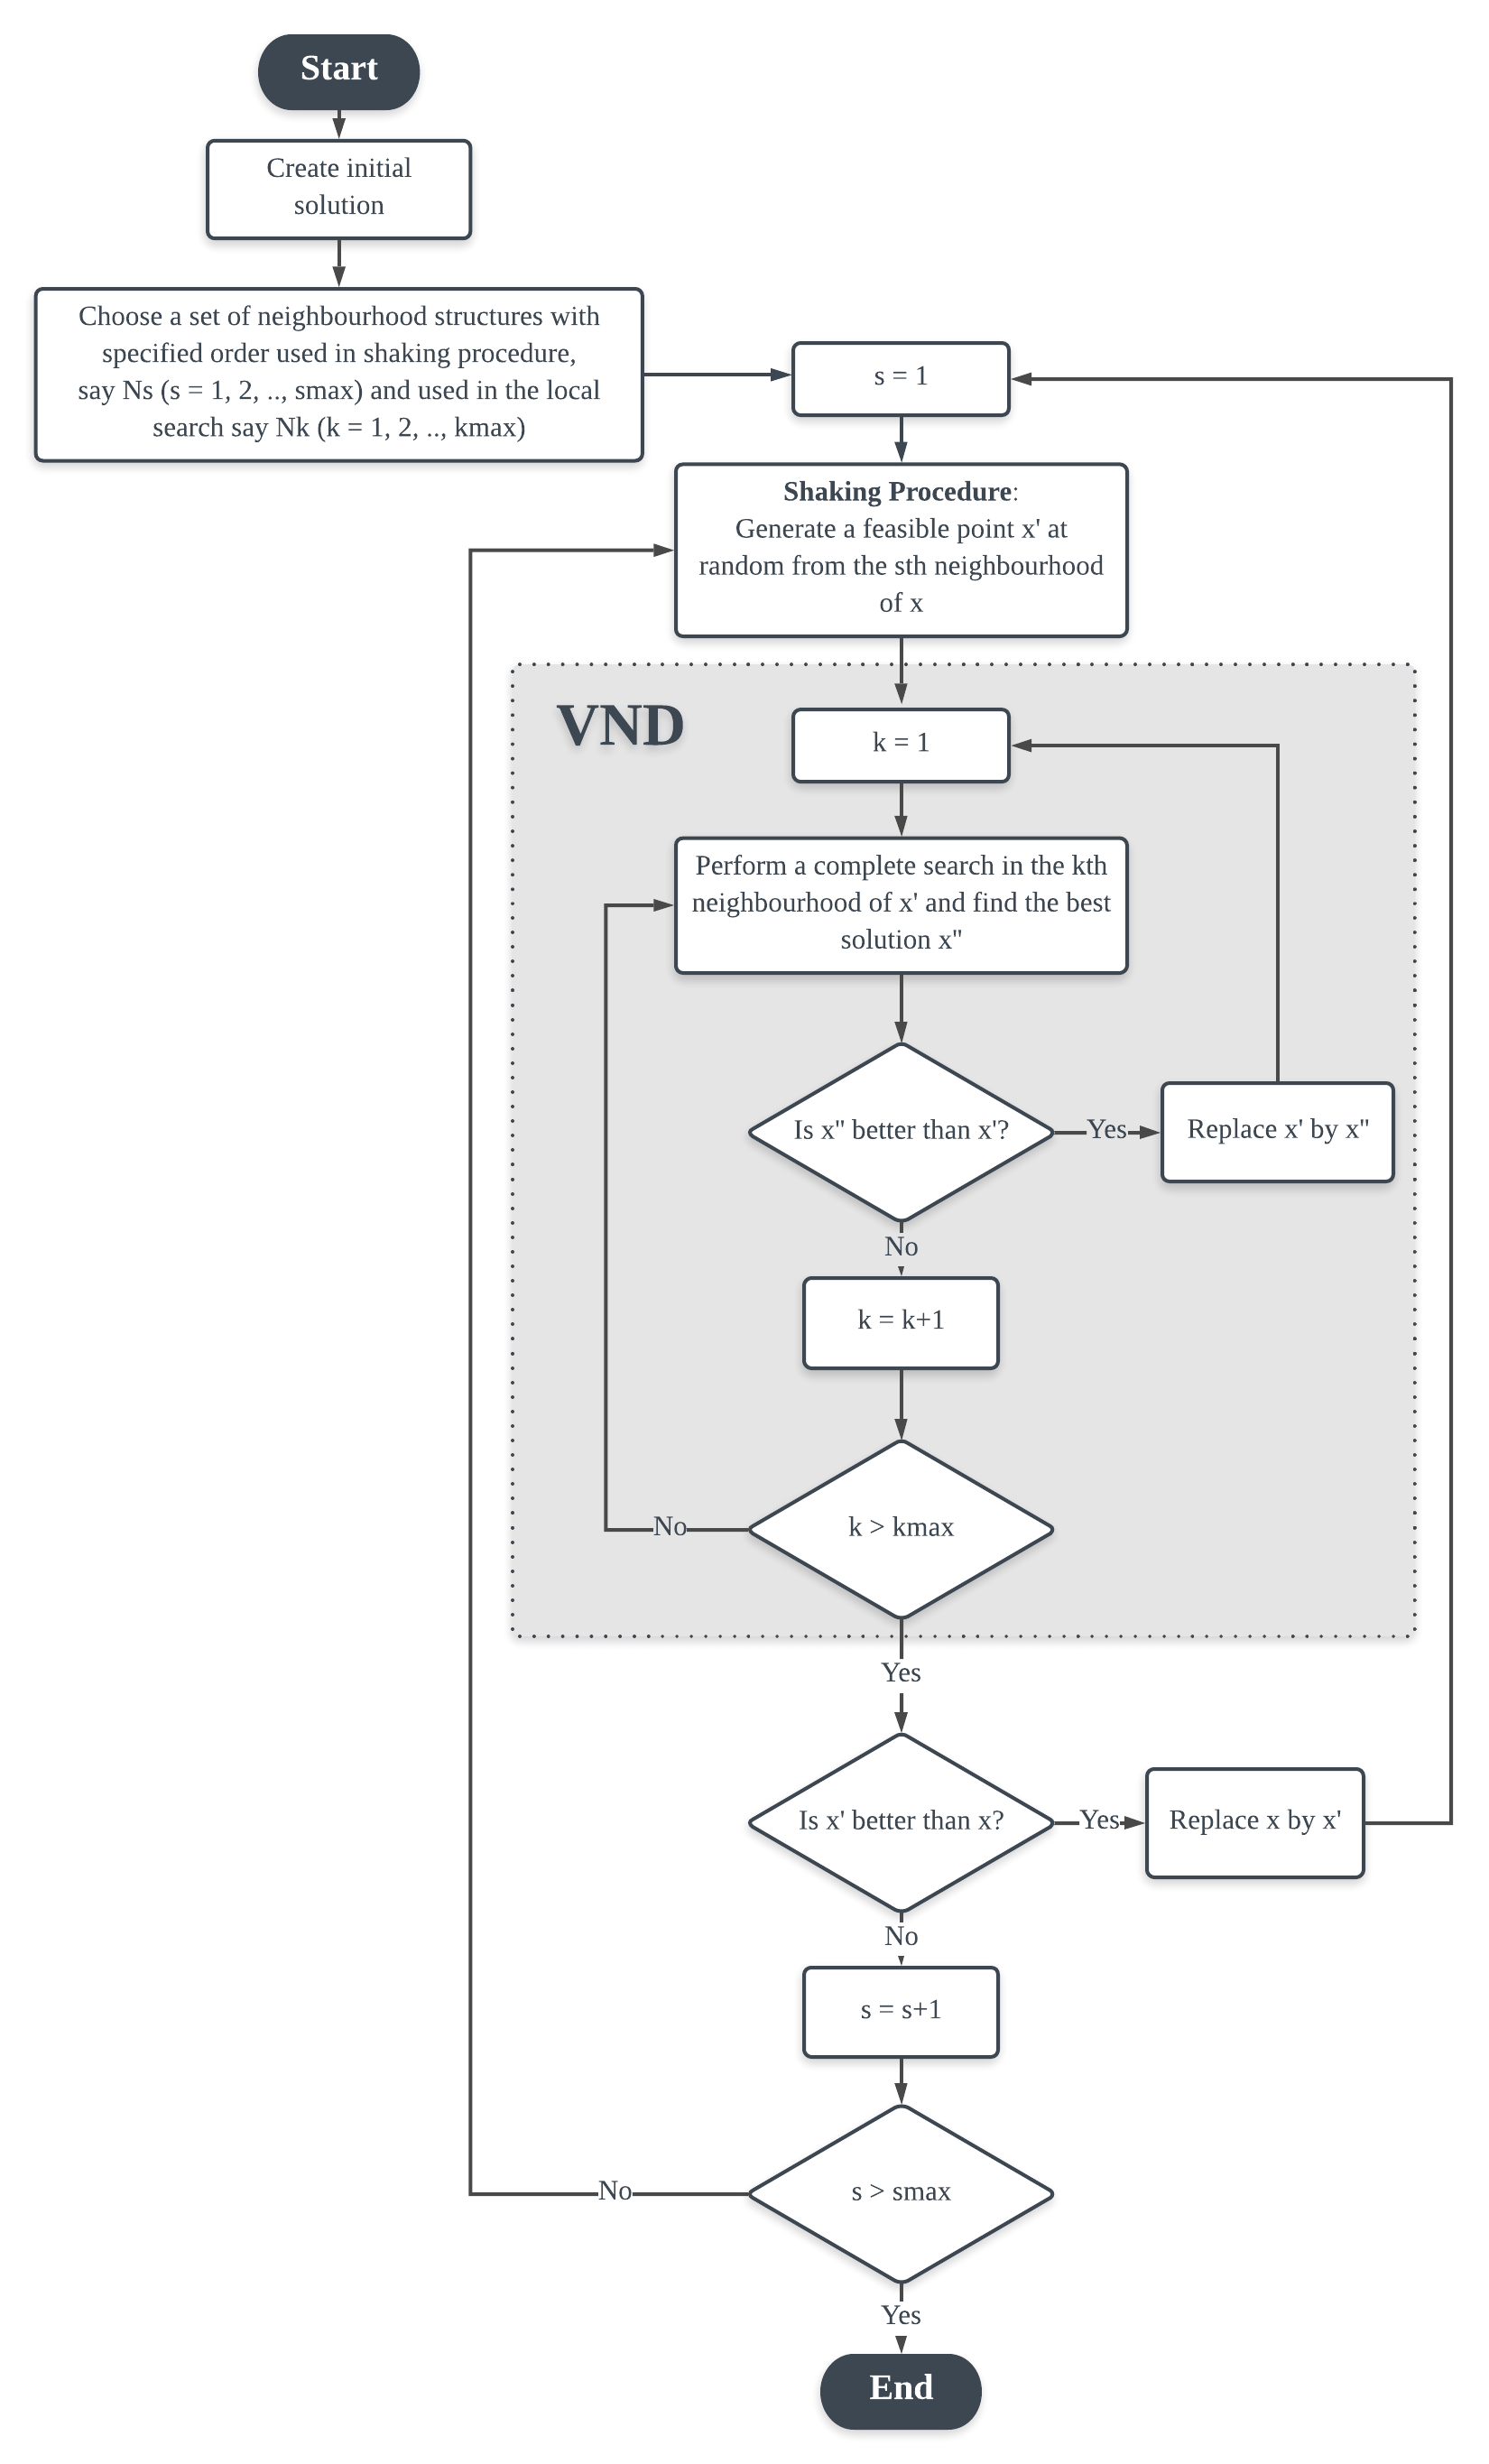 Start
Create initial
solution
Choose a set of neighbourhood structures with
specified order used in shaking procedure,
say Ns (s = 1, 2, .., smax) and used in the local
search say Nk (k = 1, 2, .., kmax)
s = 1
Shaking Procedure:
Generate a feasible point x' at
random from the sth neighbourhood
of x
VND
k = 1
Perform a complete search in the kth
neighbourhood of x' and find the best
solution x"
Is x" better than x'?
Yes
Replace x' by x"
No
k = k+1
k > kmax
No
Yes
Is x' better than x?
Yes
Replace x by x'
No
s = s+1
s > smax
No
Yes
End